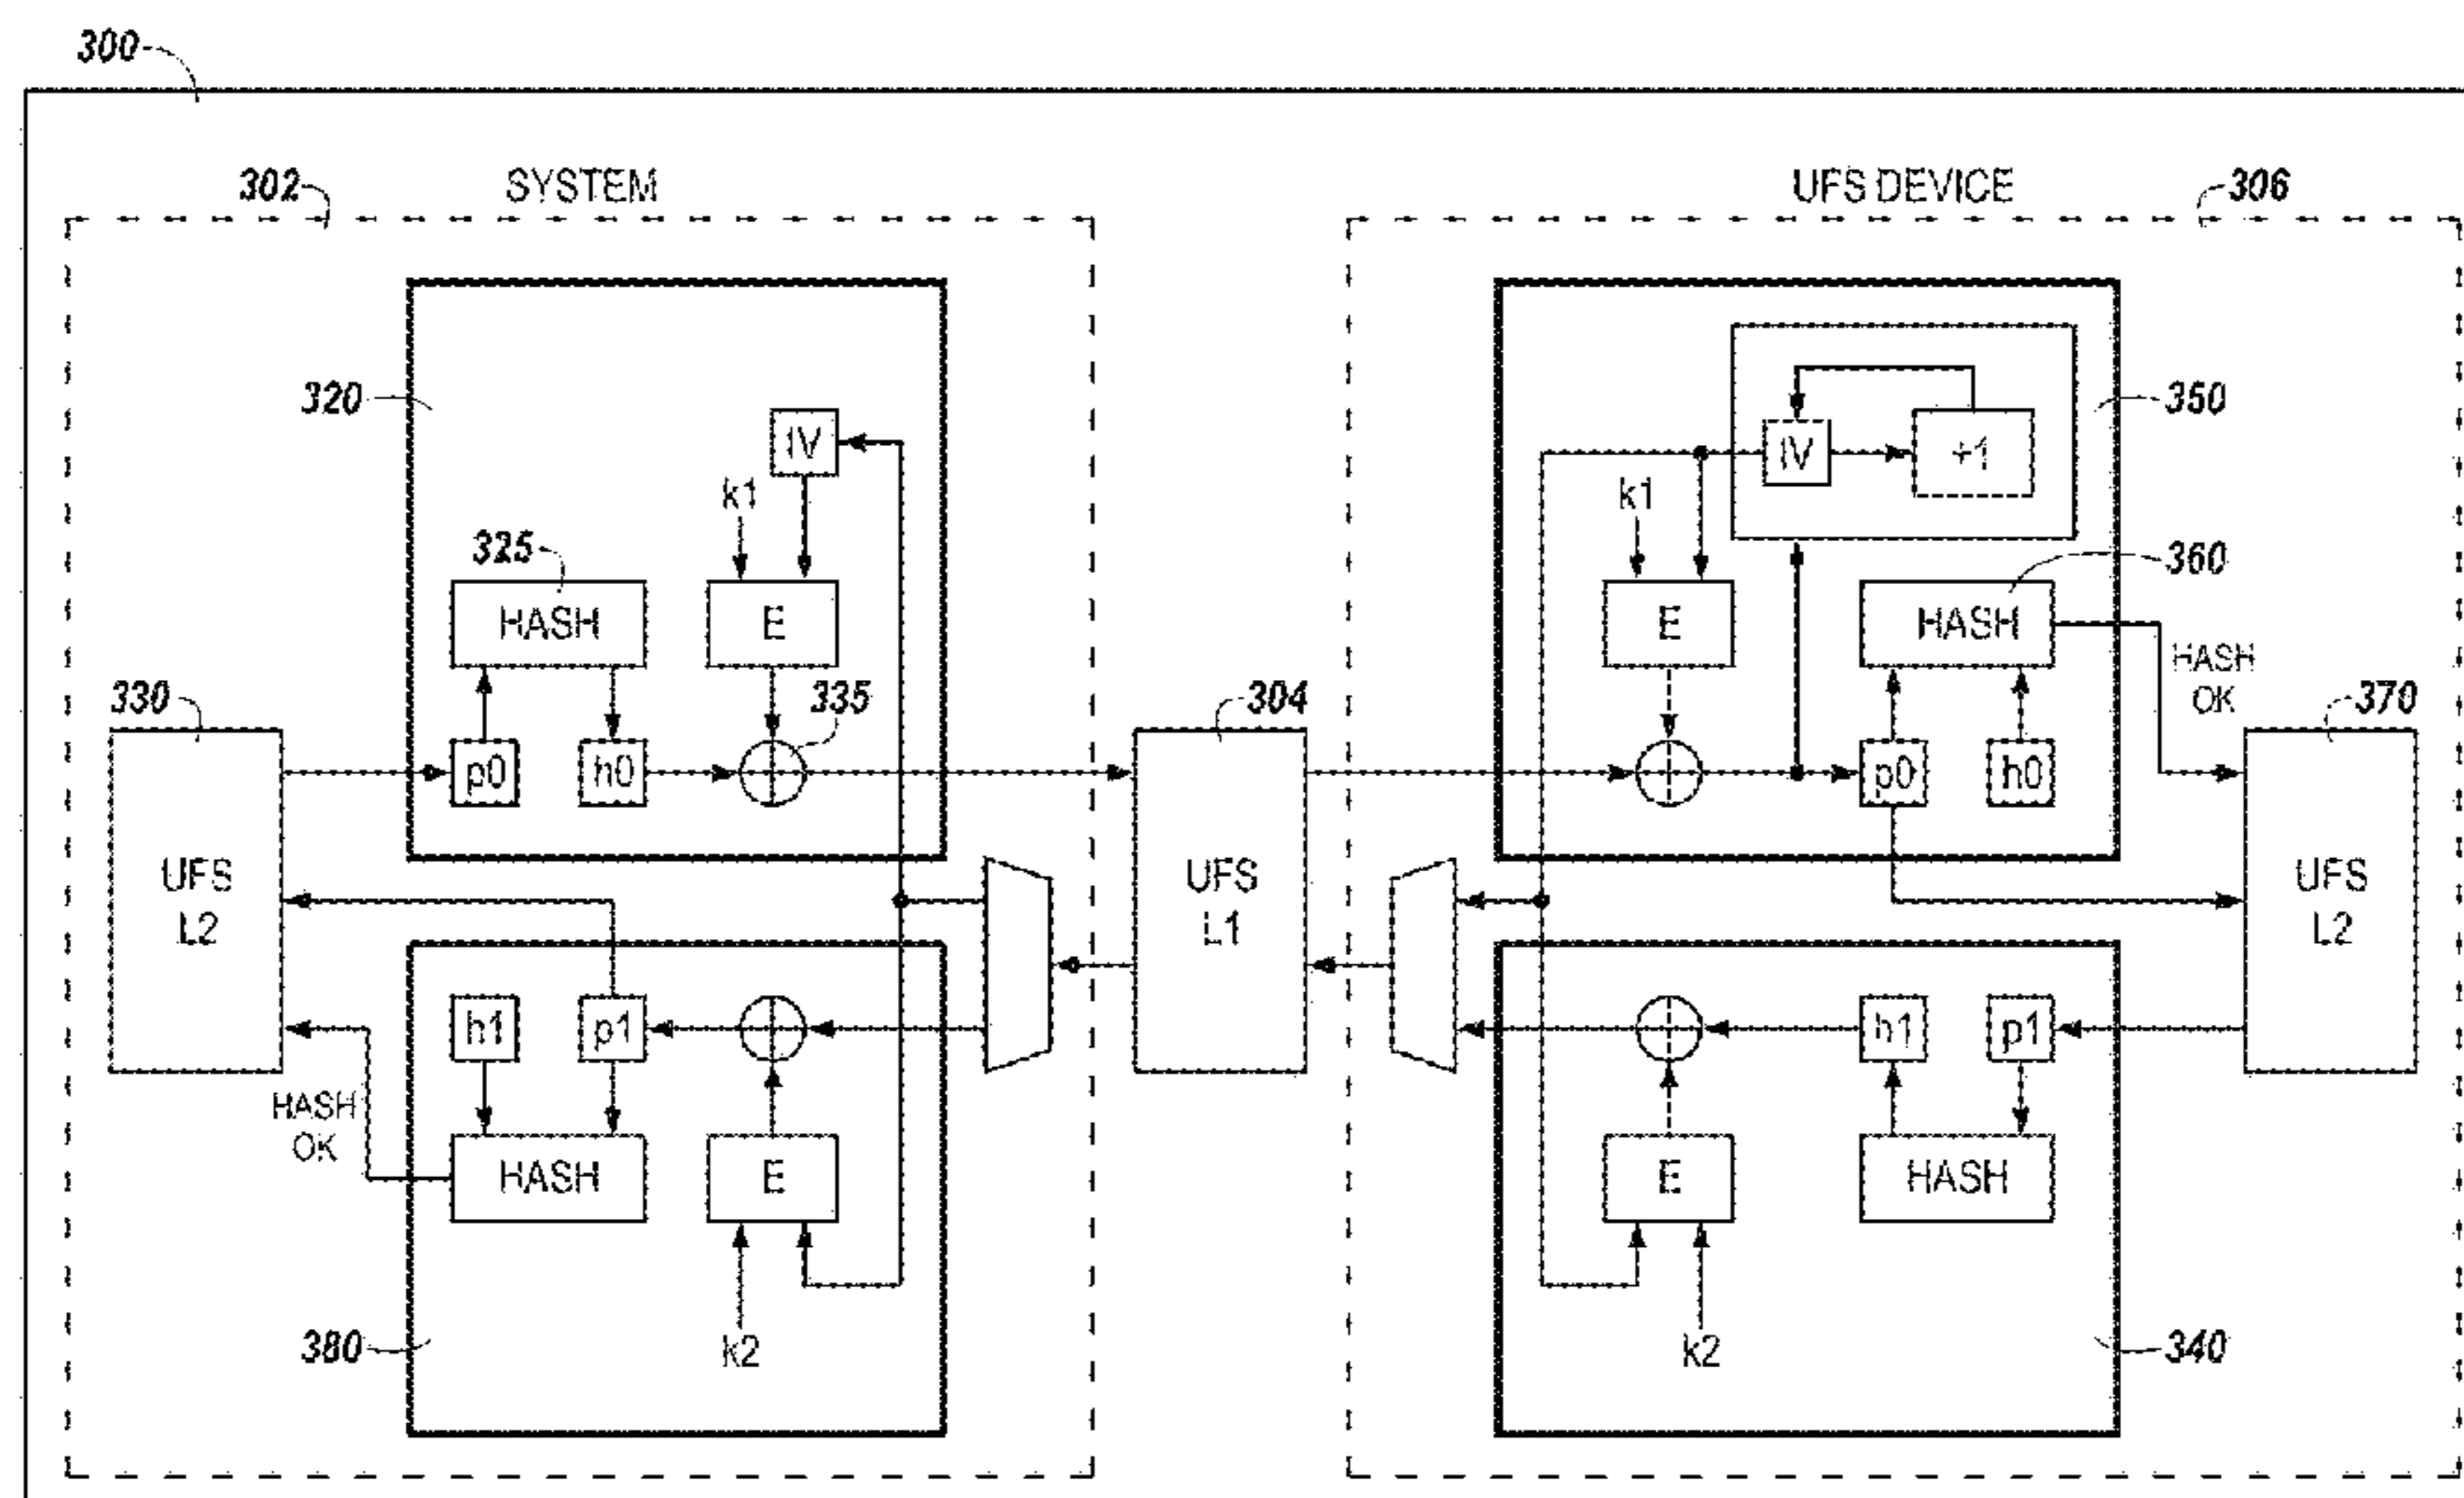 300
302
SYSTEM
UFS DEVICE
306
320
IV
k1
325
HASH
E
330
335
p0
h0
UFS
L2
304
UFS
L1
IV
+1
350
k1
360
E
HASH
HASH
OK
370
p0
h0
UFS
L2
h1
p1
HASH
OK
HASH
E
380
k2
h1
p1
E
HASH
k2
340